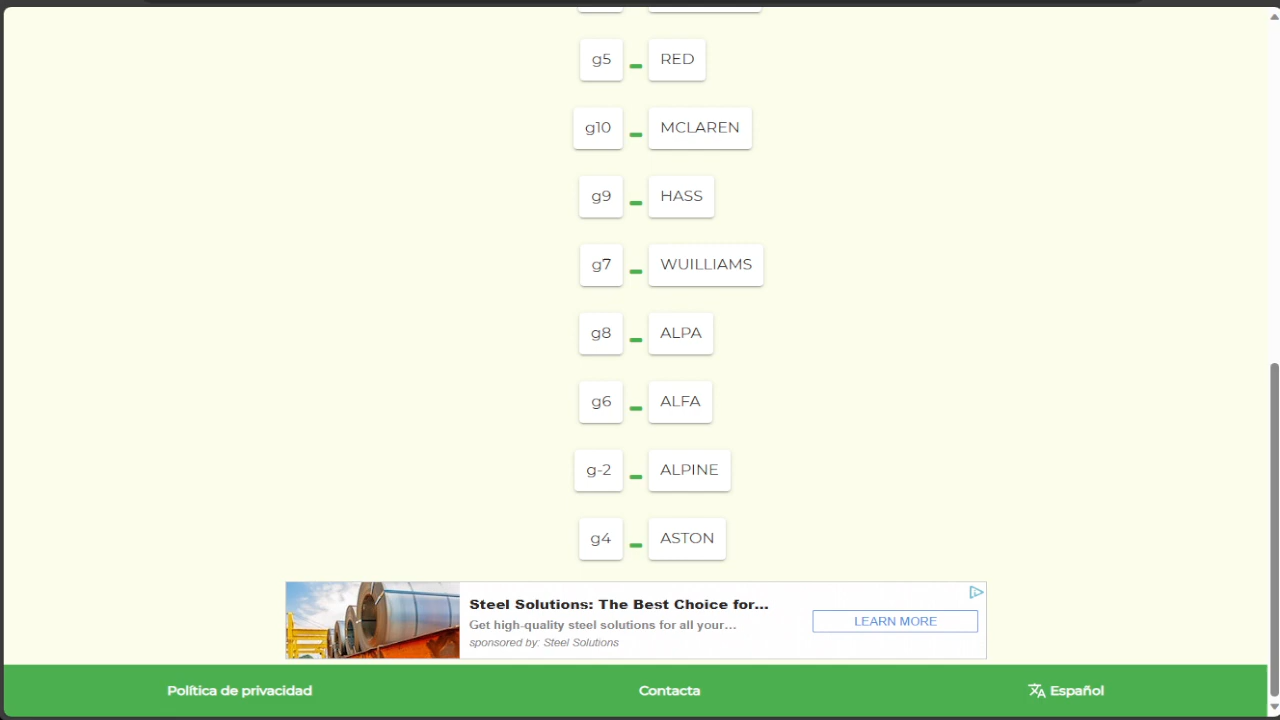 g5 RED
g10 MCLAREN
g9 HASS
g7 WUILLIAMS
g8 ALPA
g6 ALFA
g-2 ALPINE
g4 ASTON
Steel Solutions: The Best Choice for...
Get high-quality steel solutions for all your...
sponsored by: Steel Solutions
LEARN MORE
Política de privacidad
Contacta
Español